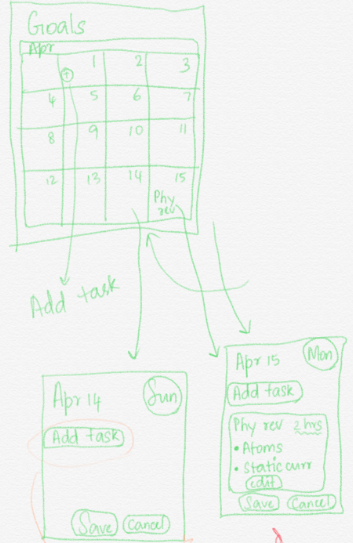 Goals
Apr
+ 1 2 3
4 5 6 7
8 9 10 11
12 13 14 15
Phy
rev
Add task
Apr 14 Sun
Add task
Save Cancel
Apr 15 Mon
Add task
Phy rev 2 hrs
• Atoms
• Static curr
edit
Save Cancel